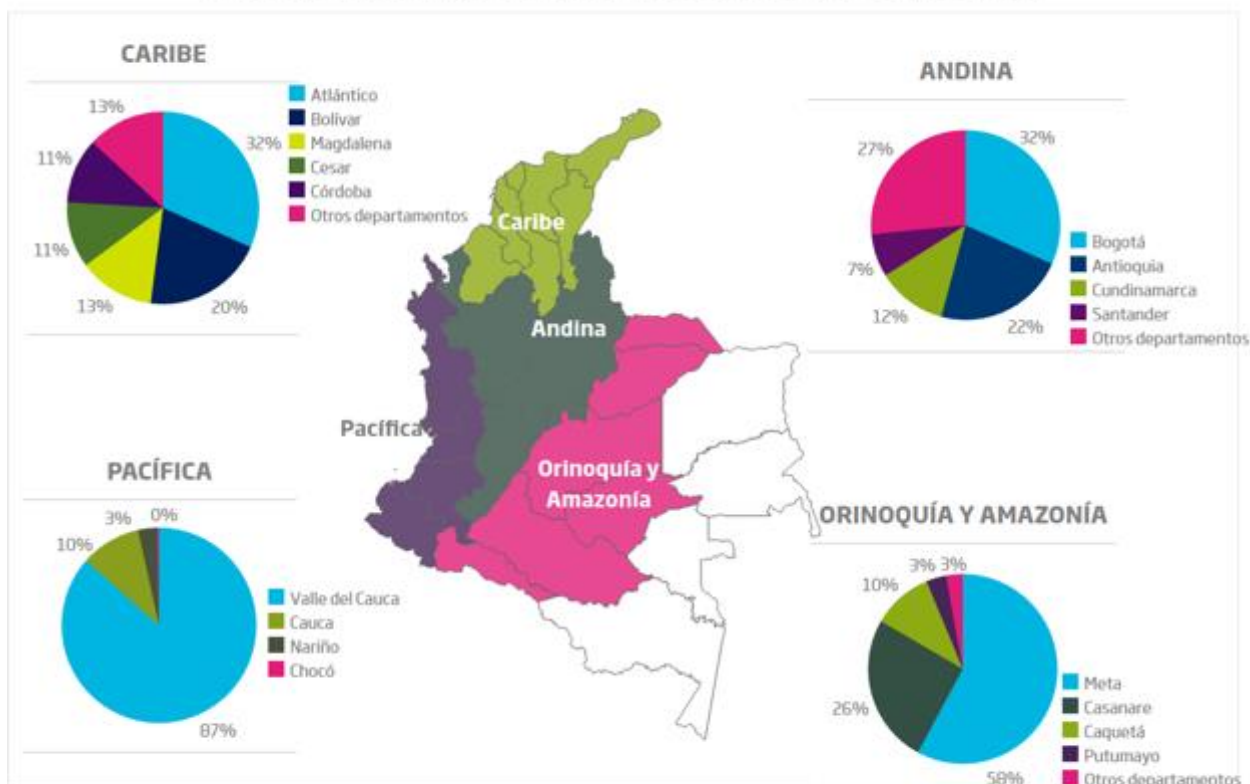 CARIBE
13%
32%
11%
11%
13%
20%
Atlántico
Bolívar
Magdalena
Cesar
Córdoba
Otros departamentos
ANDINA
27%
32%
7%
12%
22%
Bogotá
Antioquia
Cundinamarca
Santander
Otros departamentos
Caribe
Andina
Pacífica
Orinoquía y
Amazonía
PACÍFICA
3%
0%
10%
87%
Valle del Cauca
Cauca
Nariño
Chocó
ORINOQUÍA Y AMAZONÍA
3%
3%
10%
26%
58%
Meta
Casanare
Caquetá
Putumayo
Otros departamentos